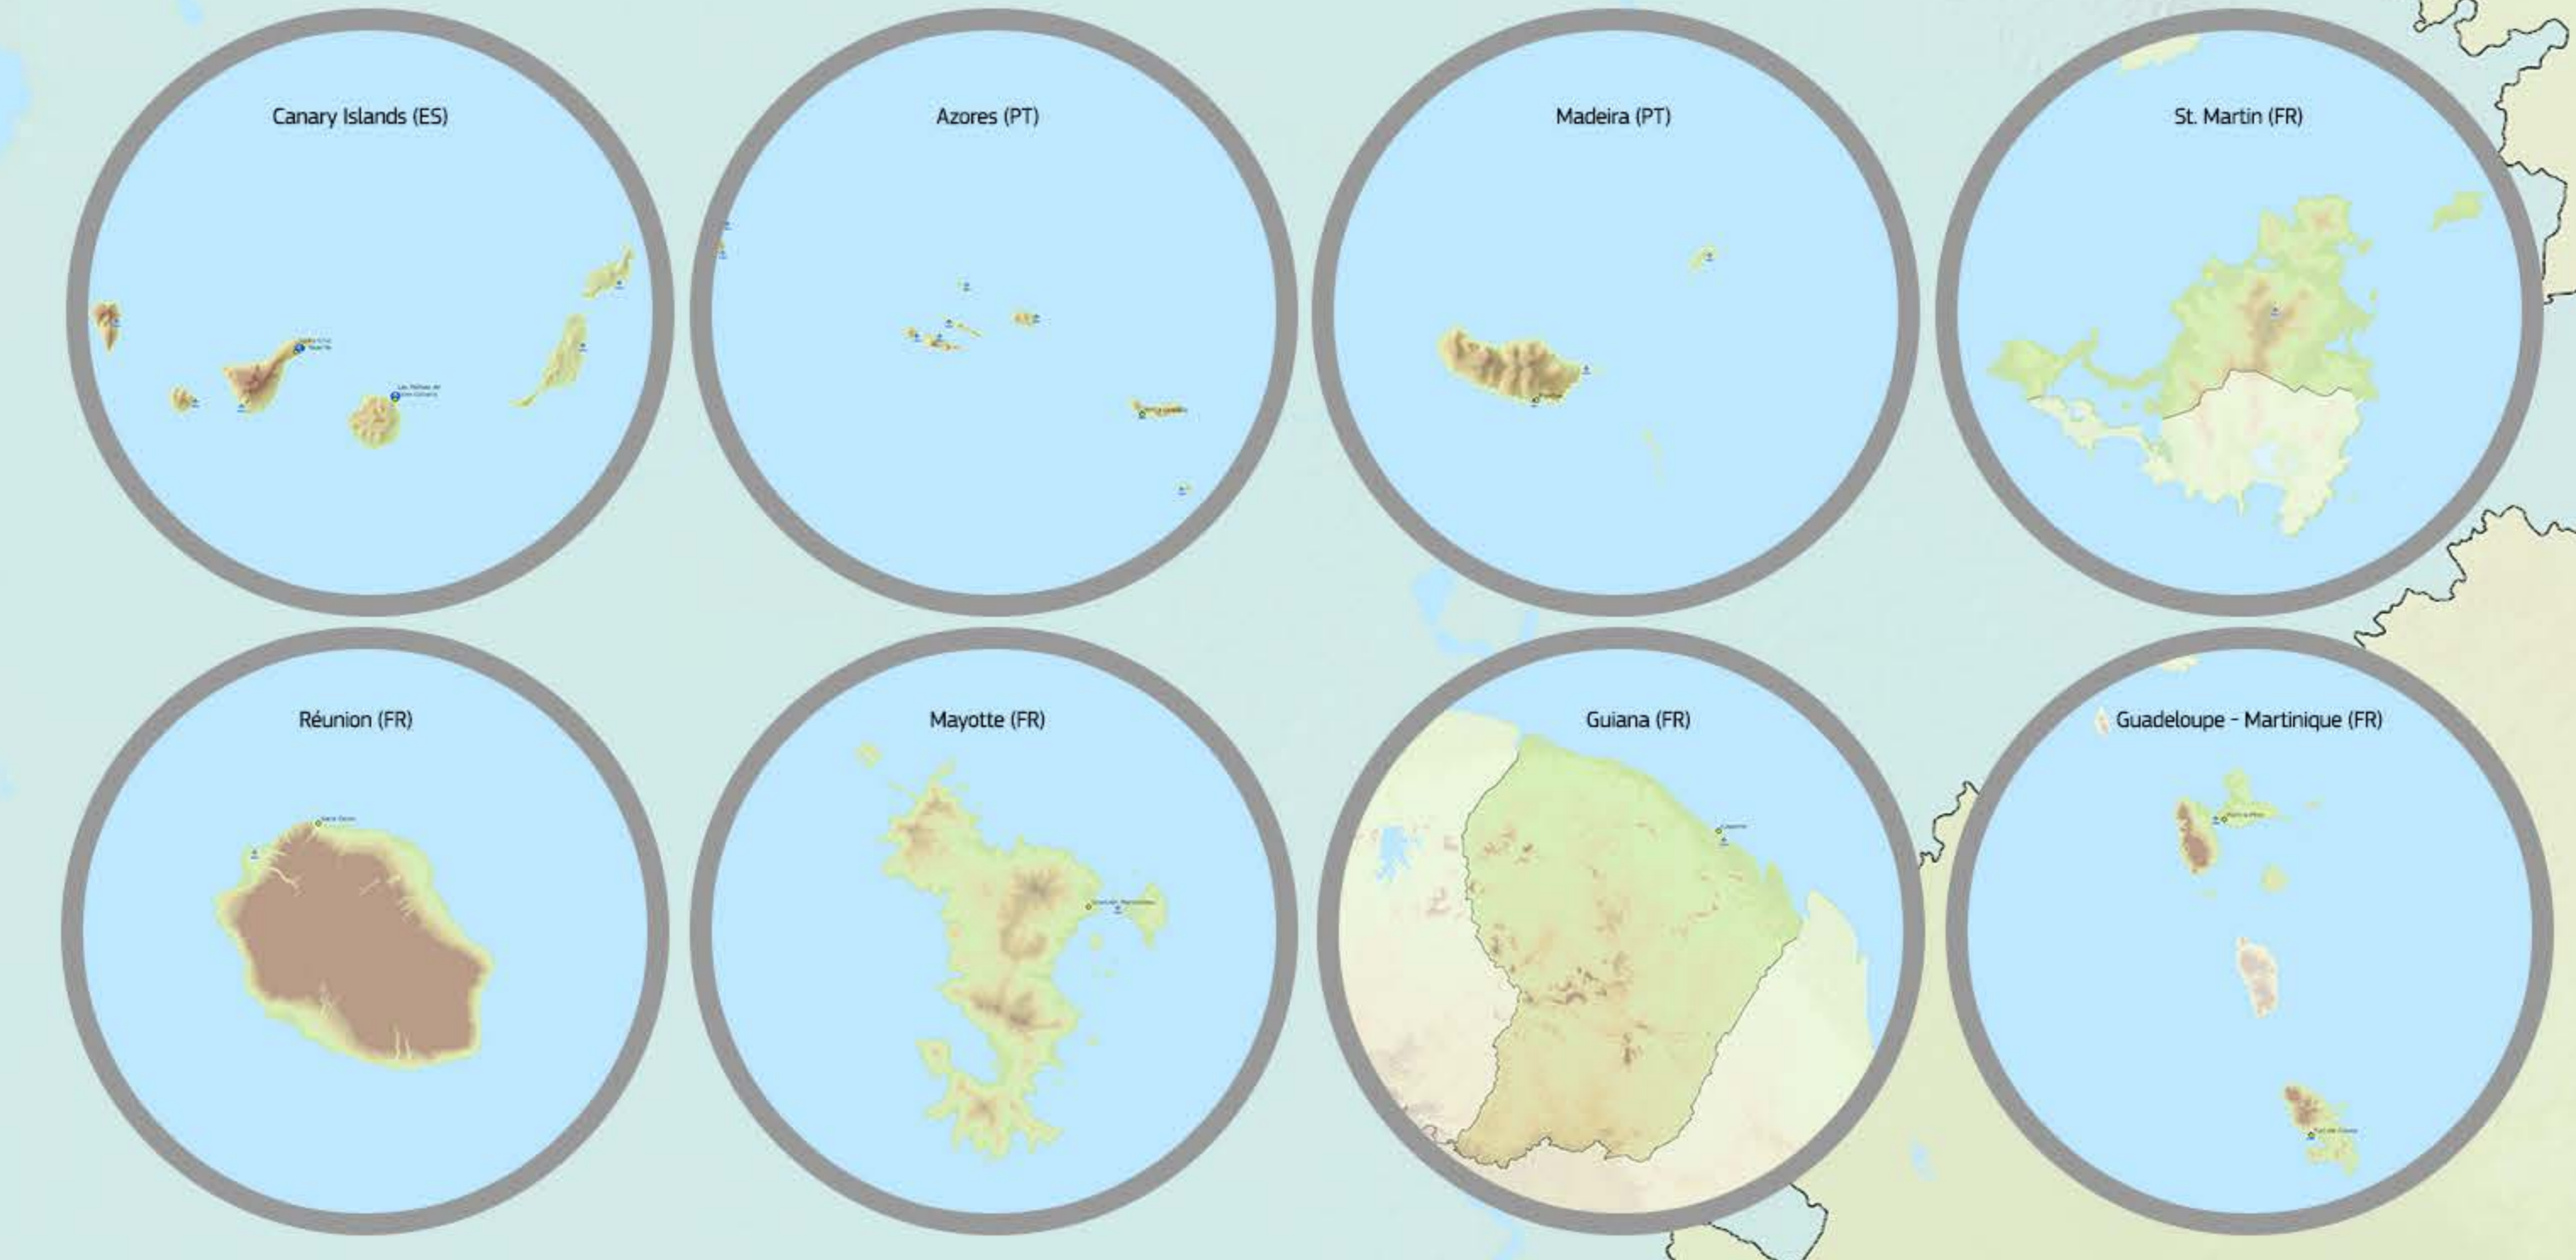 Canary Islands (ES)
Azores (PT)
Madeira (PT)
St. Martin (FR)
Réunion (FR)
Mayotte (FR)
Guiana (FR)
Guadeloupe - Martinique (FR)